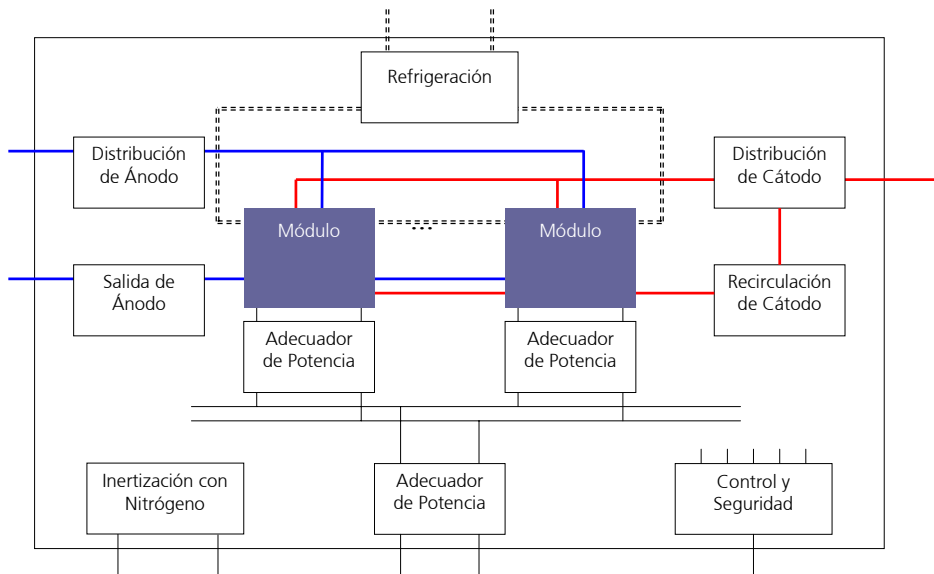 Refrigeración
Distribución
de Ánodo
Distribución
de Cátodo
Módulo
...
Módulo
Salida de
Ánodo
Recirculación
de Cátodo
Adecuador
de Potencia
Adecuador
de Potencia
Inertización con
Nitrógeno
Adecuador
de Potencia
Control y
Seguridad